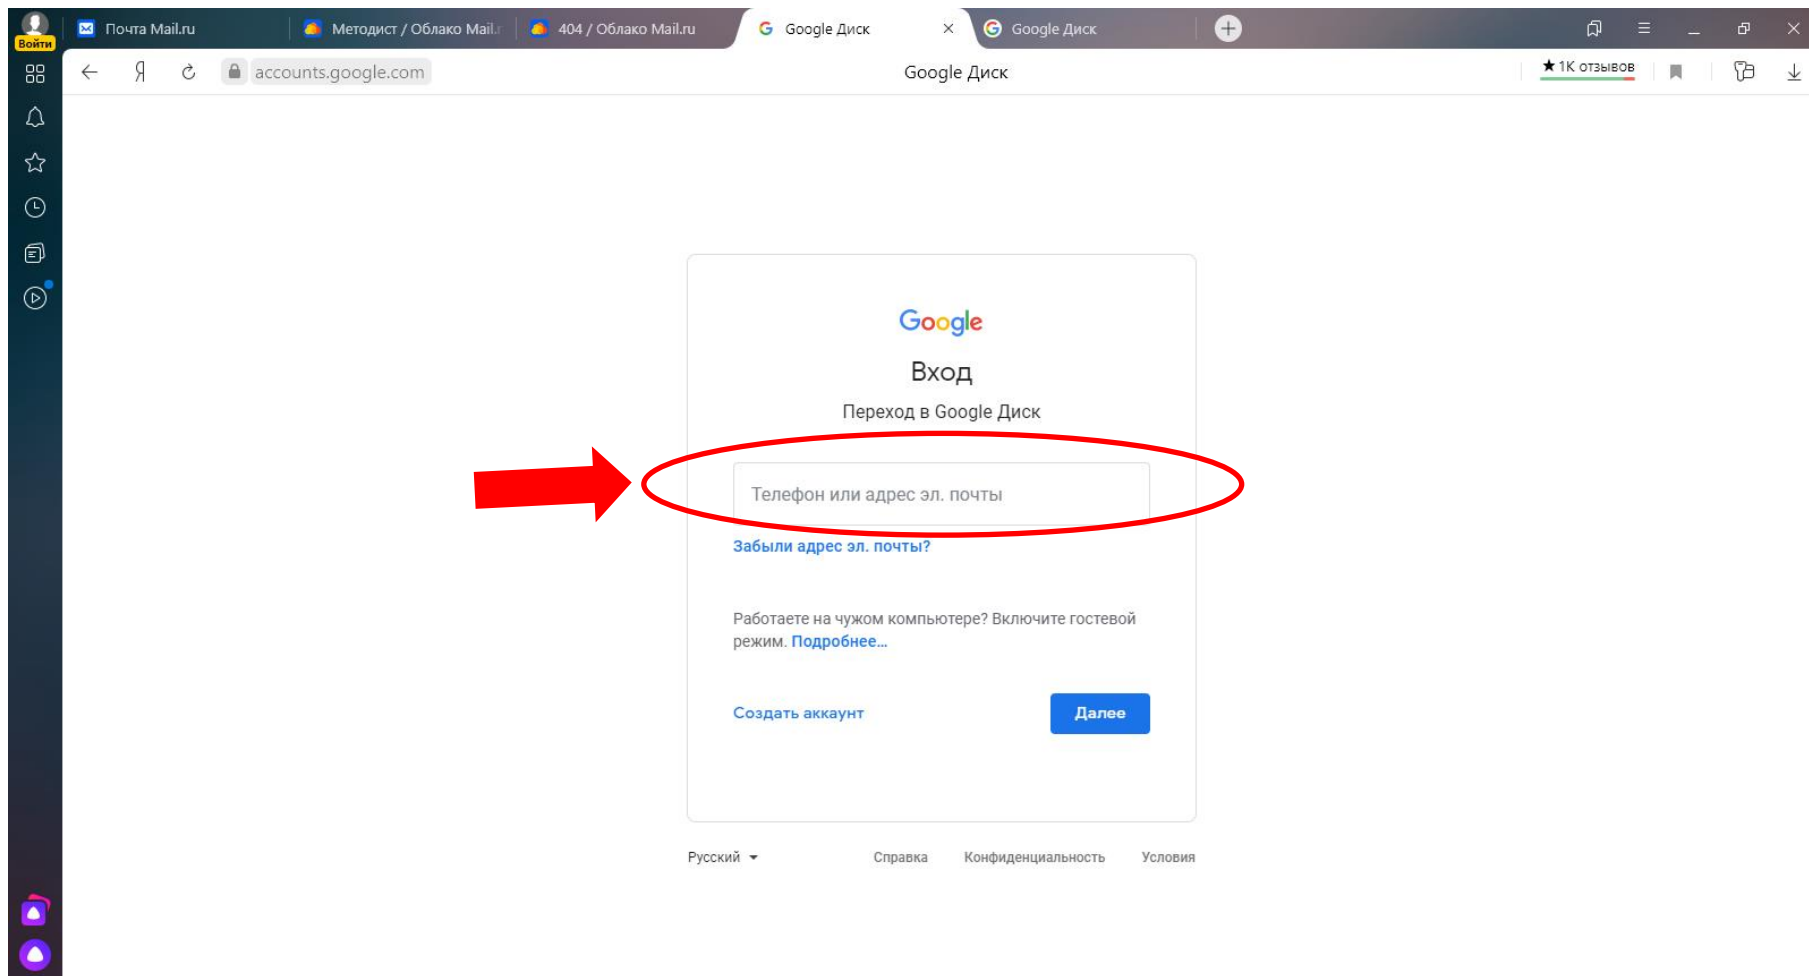 Почта Mail.ru
Методист / Облако Mail.r
404 / Облако Mail.ru
Google Диск
Google Диск
Войти
Я
accounts.google.com
Google Диск
★ 1K отзывов
Google
Вход
Переход в Google Диск
Телефон или адрес эл. почты
Забыли адрес эл. почты?
Работаете на чужом компьютере? Включите гостевой
режим. Подробнее...
Создать аккаунт
Далее
Русский
Справка
Конфиденциальность
Условия